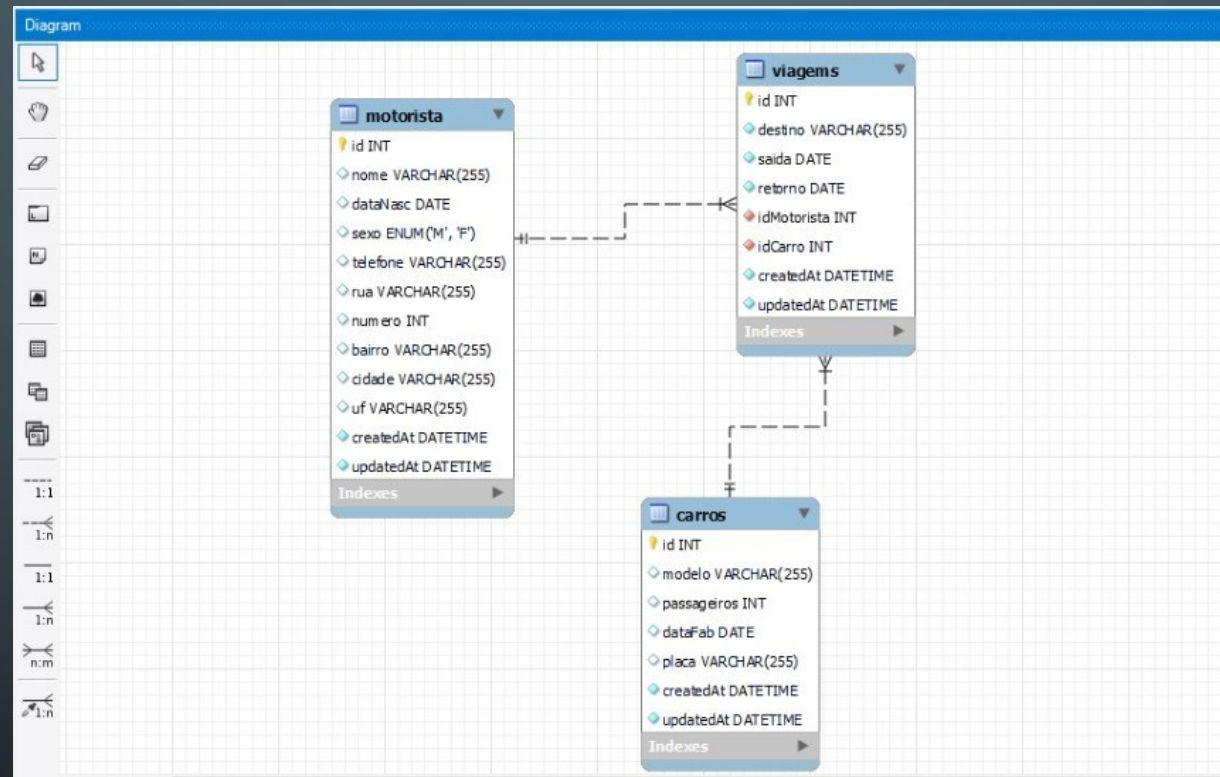 Diagram
1:1
1:n
1:1
1:n
n:m
1:n
motorista
id INT
nome VARCHAR(255)
dataNasc DATE
sexo ENUM('M', 'F')
telefone VARCHAR(255)
rua VARCHAR(255)
numero INT
bairro VARCHAR(255)
cidade VARCHAR(255)
uf VARCHAR(255)
createdAt DATETIME
updatedAt DATETIME
Indexes
viagems
id INT
destino VARCHAR(255)
saida DATE
retorno DATE
idMotorista INT
idCarro INT
createdAt DATETIME
updatedAt DATETIME
Indexes
carros
id INT
modelo VARCHAR(255)
passageiros INT
dataFab DATE
placa VARCHAR(255)
createdAt DATETIME
updatedAt DATETIME
Indexes